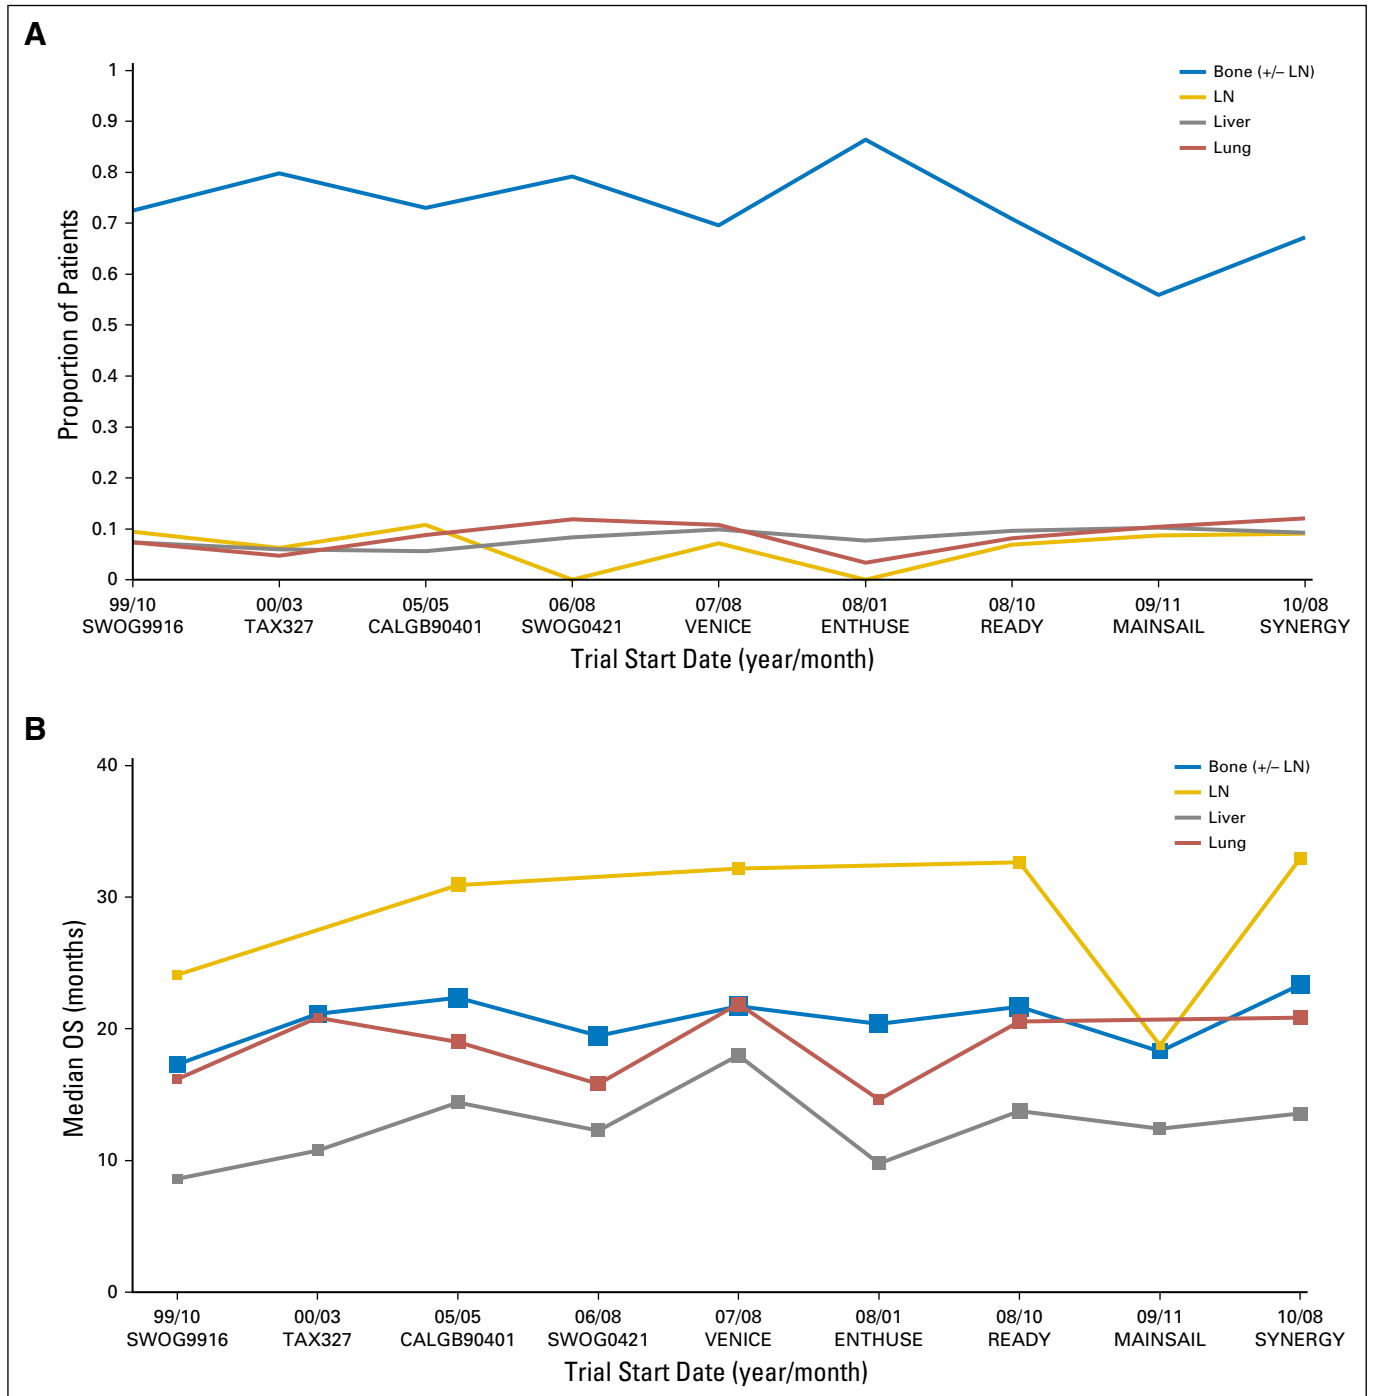 A
Bone (+/– LN)
LN
Liver
Lung
1
0.9
0.8
0.7
0.6
0.5
0.4
0.3
0.2
0.1
0
Proportion of Patients
99/10 00/03 05/05 06/08 07/08 08/01 08/10 09/11 10/08
SWOG9916 TAX327 CALGB90401 SWOG0421 VENICE ENTHUSE READY MAINSAIL SYNERGY
Trial Start Date (year/month)
B
Bone (+/– LN)
LN
Liver
Lung
40
30
20
10
0
Median OS (months)
99/10 00/03 05/05 06/08 07/08 08/01 08/10 09/11 10/08
SWOG9916 TAX327 CALGB90401 SWOG0421 VENICE ENTHUSE READY MAINSAIL SYNERGY
Trial Start Date (year/month)